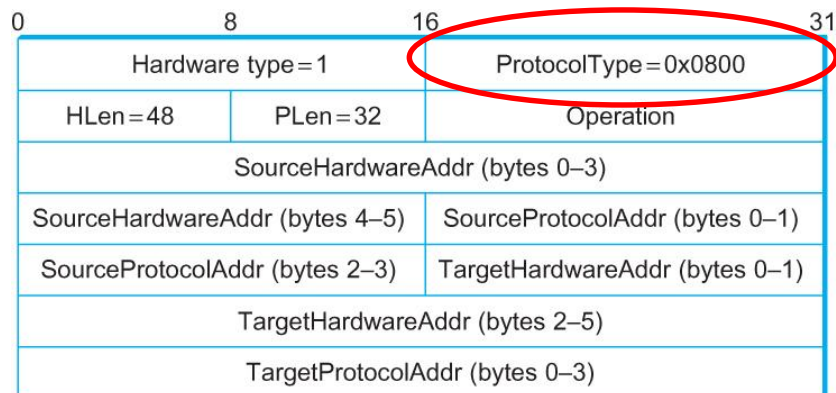 0 8 16 31
Hardware type=1 ProtocolType=0x0800
HLen=48 PLen=32 Operation
SourceHardwareAddr (bytes 0–3)
SourceHardwareAddr (bytes 4–5) SourceProtocolAddr (bytes 0–1)
SourceProtocolAddr (bytes 2–3) TargetHardwareAddr (bytes 0–1)
TargetHardwareAddr (bytes 2–5)
TargetProtocolAddr (bytes 0–3)